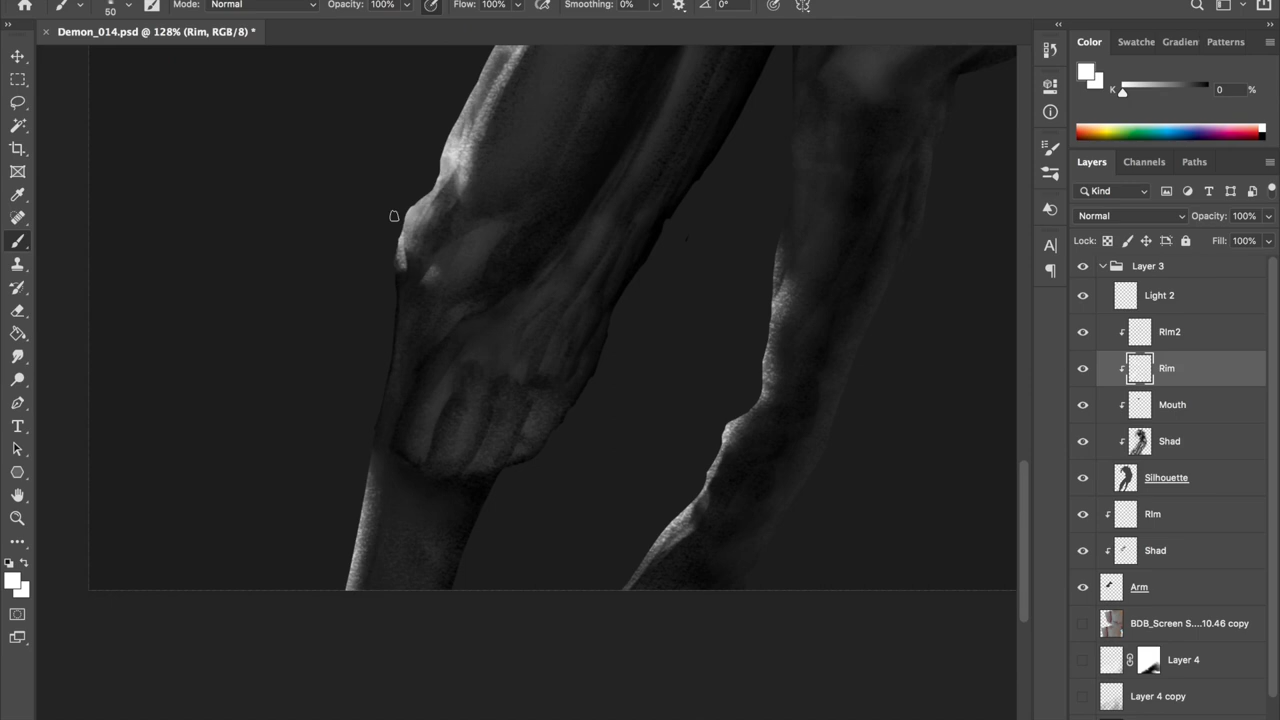 Mode: Normal Opacity: 100% Flow: 100% Smoothing: 0% 0°
50
× Demon_014.psd @ 128% (Rim, RGB/8) *
Color Swatche Gradien Patterns
K 0 %
Layers Channels Paths
Kind
Normal Opacity: 100%
Lock: Fill: 100%
Layer 3
Light 2
RIm2
Rim
Mouth
Shad
Silhouette
RIm
Shad
Arm
BDB_Screen S....10.46 copy
Layer 4
Layer 4 copy